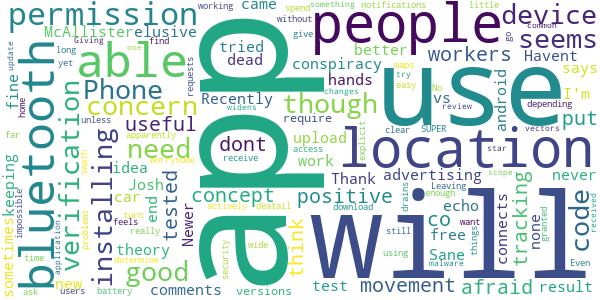 app
will
use
people
location
bluetooth
able
permission
device
seems
Phone
concern
verification
installing
good
need
though
concept
McAllister
elusive
came
tried
dead
Recently
dont
receive
conspiracy
hands
require
upload
work
Thank
advertising
positive
test
movement
afraid
result
think
useful
tested
Newer
comments
versions
idea
Josh
car
end
theory
fine
keeping
sometimes
new
workers
better
vs
android
Havent
says
I'm
put
never
code
tracking
connects
none
co
echo
free
Sane
working
spend
something
notifications
little
without
give
maps
try
easy
No
review
changes
widens
explicit
clear
SUPER
depending
common
go
vectors
star
scope
access
download
drains
enough
Leaving
still
using
want
things
malware
granted
Even
received
wide
security
actively
deatail
determine
turn
really
feels
apparently
worrysome
requests
find
one
Giving
long
yet
unless
update
home
far
impossible
application
time
ask
users
battery
problems